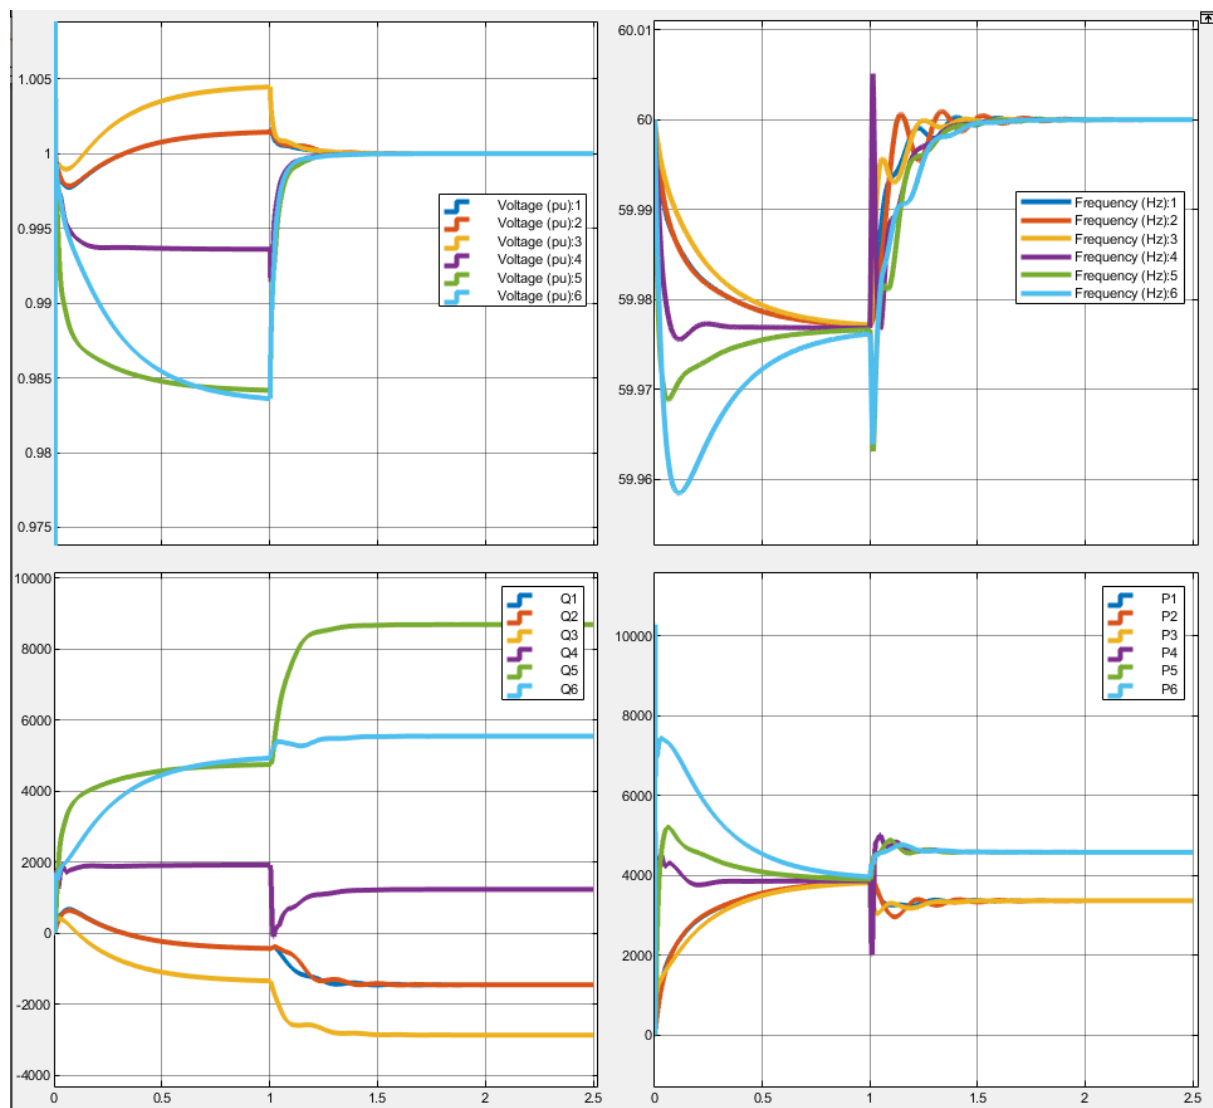 1.005
1
0.995
0.99
0.985
0.98
0.975
Voltage (pu):1
Voltage (pu):2
Voltage (pu):3
Voltage (pu):4
Voltage (pu):5
Voltage (pu):6
60.01
60
59.99
59.98
59.97
59.96
Frequency (Hz):1
Frequency (Hz):2
Frequency (Hz):3
Frequency (Hz):4
Frequency (Hz):5
Frequency (Hz):6
10000
8000
6000
4000
2000
0
-2000
-4000
Q1
Q2
Q3
Q4
Q5
Q6
0 0.5 1 1.5 2 2.5
10000
8000
6000
4000
2000
0
P1
P2
P3
P4
P5
P6
0 0.5 1 1.5 2 2.5